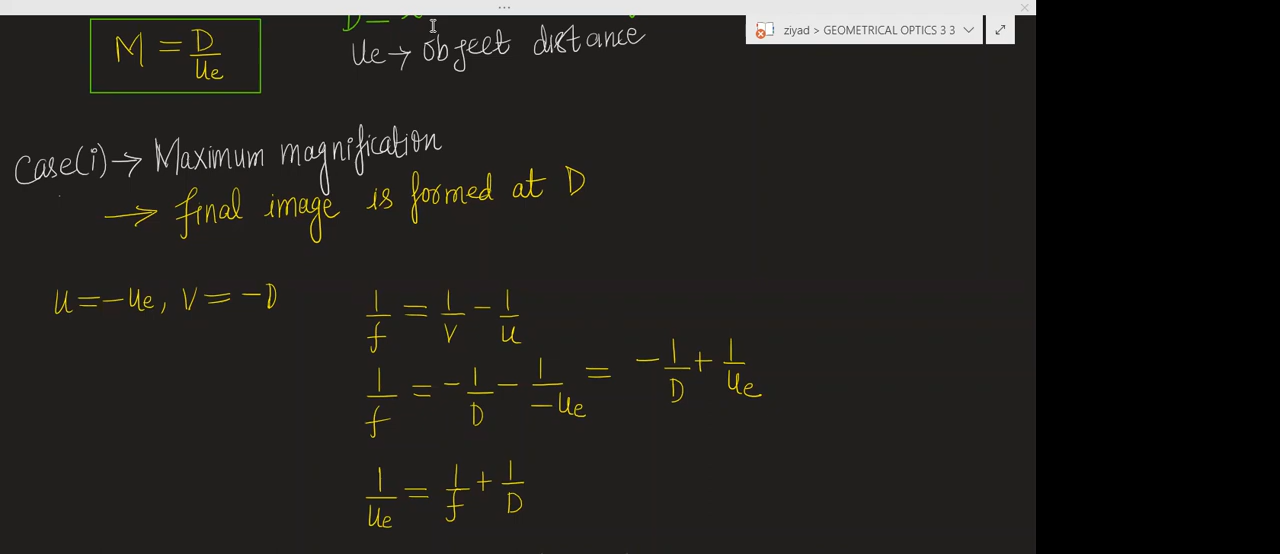 ziyad > GEOMETRICAL OPTICS 3 3
M = D/ue
ue → object distance
Case(i) → Maximum magnification
→ final image is formed at D
u = -ue, v = -D
1/f = 1/v - 1/u
1/f = -1/D - 1/-ue = -1/D + 1/ue
1/ue = 1/f + 1/D